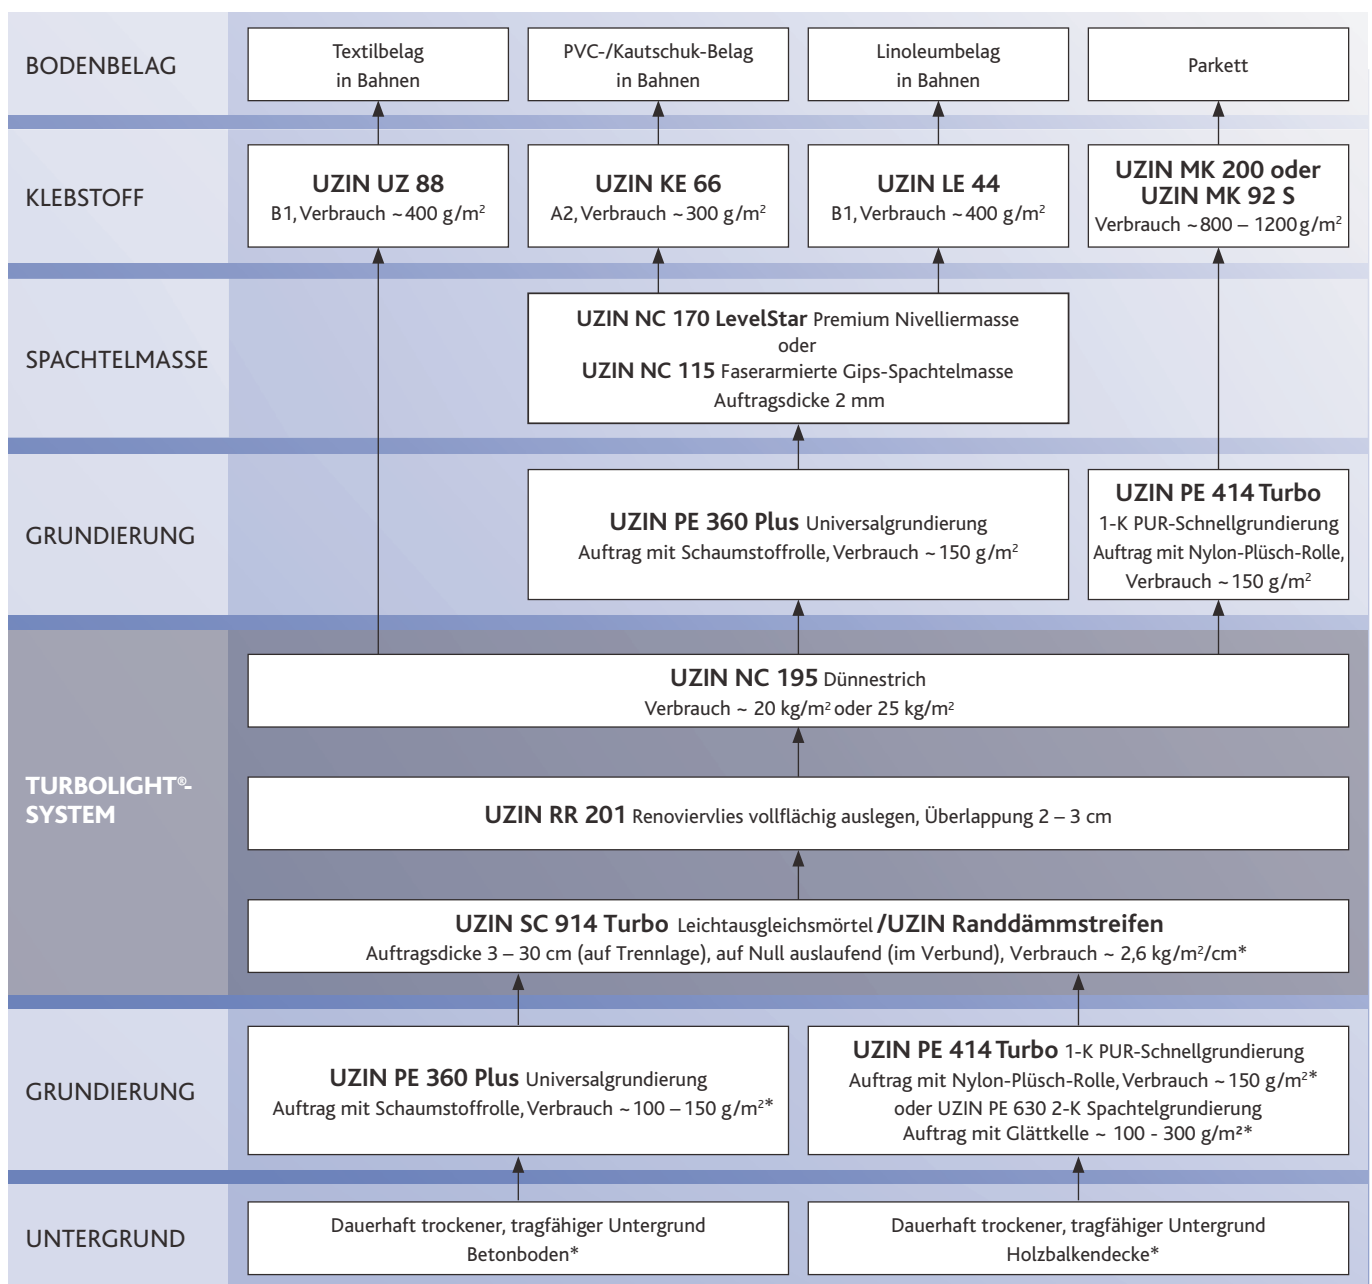 BODENBELAG
Textilbelag
in Bahnen
PVC-/Kautschuk-Belag
in Bahnen
Linoleumbelag
in Bahnen
Parkett
KLEBSTOFF
UZIN UZ 88
B1, Verbrauch ~400 g/m²
UZIN KE 66
A2, Verbrauch ~300 g/m²
UZIN LE 44
B1, Verbrauch ~400 g/m²
UZIN MK 200 oder
UZIN MK 92 S
Verbrauch ~800 – 1200 g/m²
SPACHTELMASSE
UZIN NC 170 LevelStar Premium Nivelliermasse
oder
UZIN NC 115 Faserarmierte Gips-Spachtelmasse
Auftragsdicke 2 mm
GRUNDIERUNG
UZIN PE 360 Plus Universalgrundierung
Auftrag mit Schaumstoffrolle, Verbrauch ~150 g/m²
UZIN PE 414 Turbo
1-K PUR-Schnellgrundierung
Auftrag mit Nylon-Plüsch-Rolle,
Verbrauch ~150 g/m²
TURBOLIGHT®-
SYSTEM
UZIN NC 195 Dünnestrich
Verbrauch ~ 20 kg/m² oder 25 kg/m²
UZIN RR 201 Renoviervlies vollflächig auslegen, Überlappung 2 – 3 cm
UZIN SC 914 Turbo Leichtausgleichsmörtel /UZIN Randdämmstreifen
Auftragsdicke 3 – 30 cm (auf Trennlage), auf Null auslaufend (im Verbund), Verbrauch ~ 2,6 kg/m²/cm*
GRUNDIERUNG
UZIN PE 360 Plus Universalgrundierung
Auftrag mit Schaumstoffrolle, Verbrauch ~100 – 150 g/m²*
UZIN PE 414 Turbo 1-K PUR-Schnellgrundierung
Auftrag mit Nylon-Plüsch-Rolle, Verbrauch ~150 g/m²*
oder UZIN PE 630 2-K Spachtelgrundierung
Auftrag mit Glättkelle ~ 100 - 300 g/m²*
UNTERGRUND
Dauerhaft trockener, tragfähiger Untergrund
Betonboden*
Dauerhaft trockener, tragfähiger Untergrund
Holzbalkendecke*